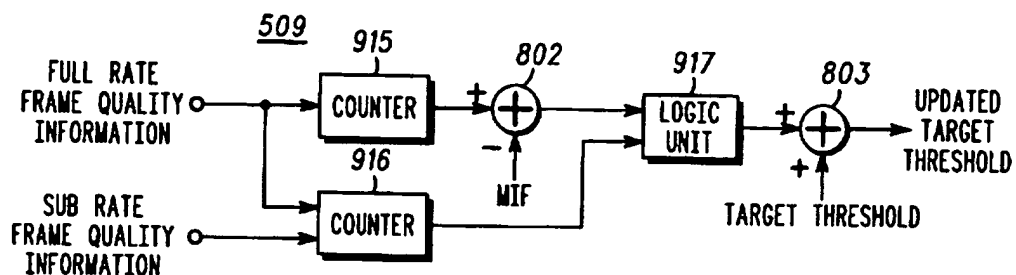 509
FULL RATE
FRAME QUALITY
INFORMATION
915
COUNTER
+
802
-
MIF
917
LOGIC
UNIT
+
803
+
TARGET THRESHOLD
UPDATED
TARGET
THRESHOLD
SUB RATE
FRAME QUALITY
INFORMATION
916
COUNTER